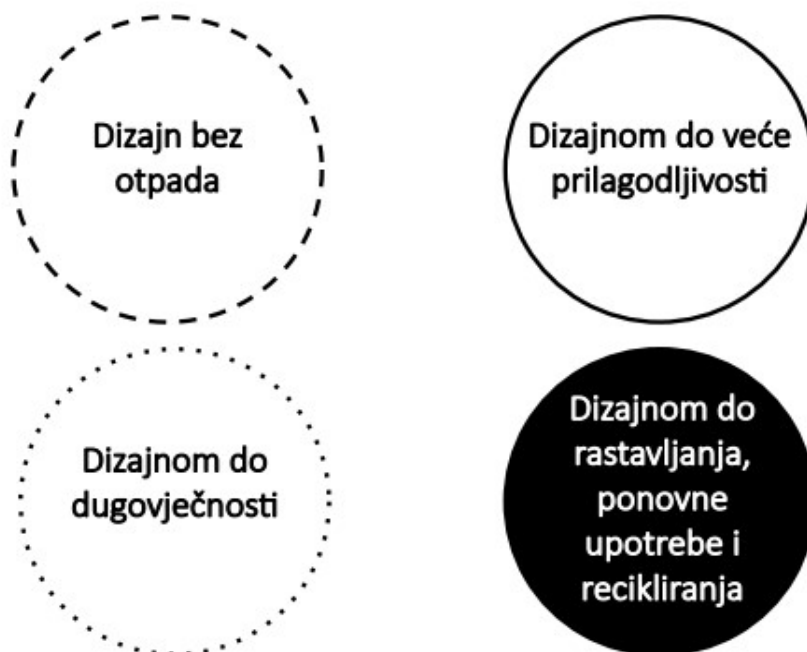 Dizajn bez
otpada
Dizajnom do veće
prilagodljivosti
Dizajnom do
dugovječnosti
Dizajnom do
rastavljanja,
ponovne
upotrebe i
recikliranja